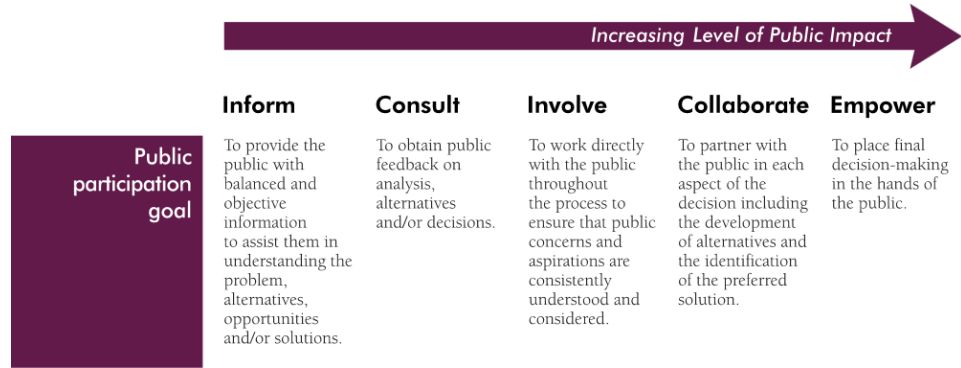 Increasing Level of Public Impact
Inform
Consult
Involve
Collaborate
Empower
Public
participation
goal
To provide the
public with
balanced and
objective
information
to assist them in
understanding the
problem,
alternatives,
opportunities
and/or solutions.
To obtain public
feedback on
analysis,
alternatives
and/or decisions.
To work directly
with the public
throughout
the process to
ensure that public
concerns and
aspirations are
consistently
understood and
considered.
To partner with
the public in each
aspect of the
decision including
the development
of alternatives and
the identification
of the preferred
solution.
To place final
decision-making
in the hands of
the public.